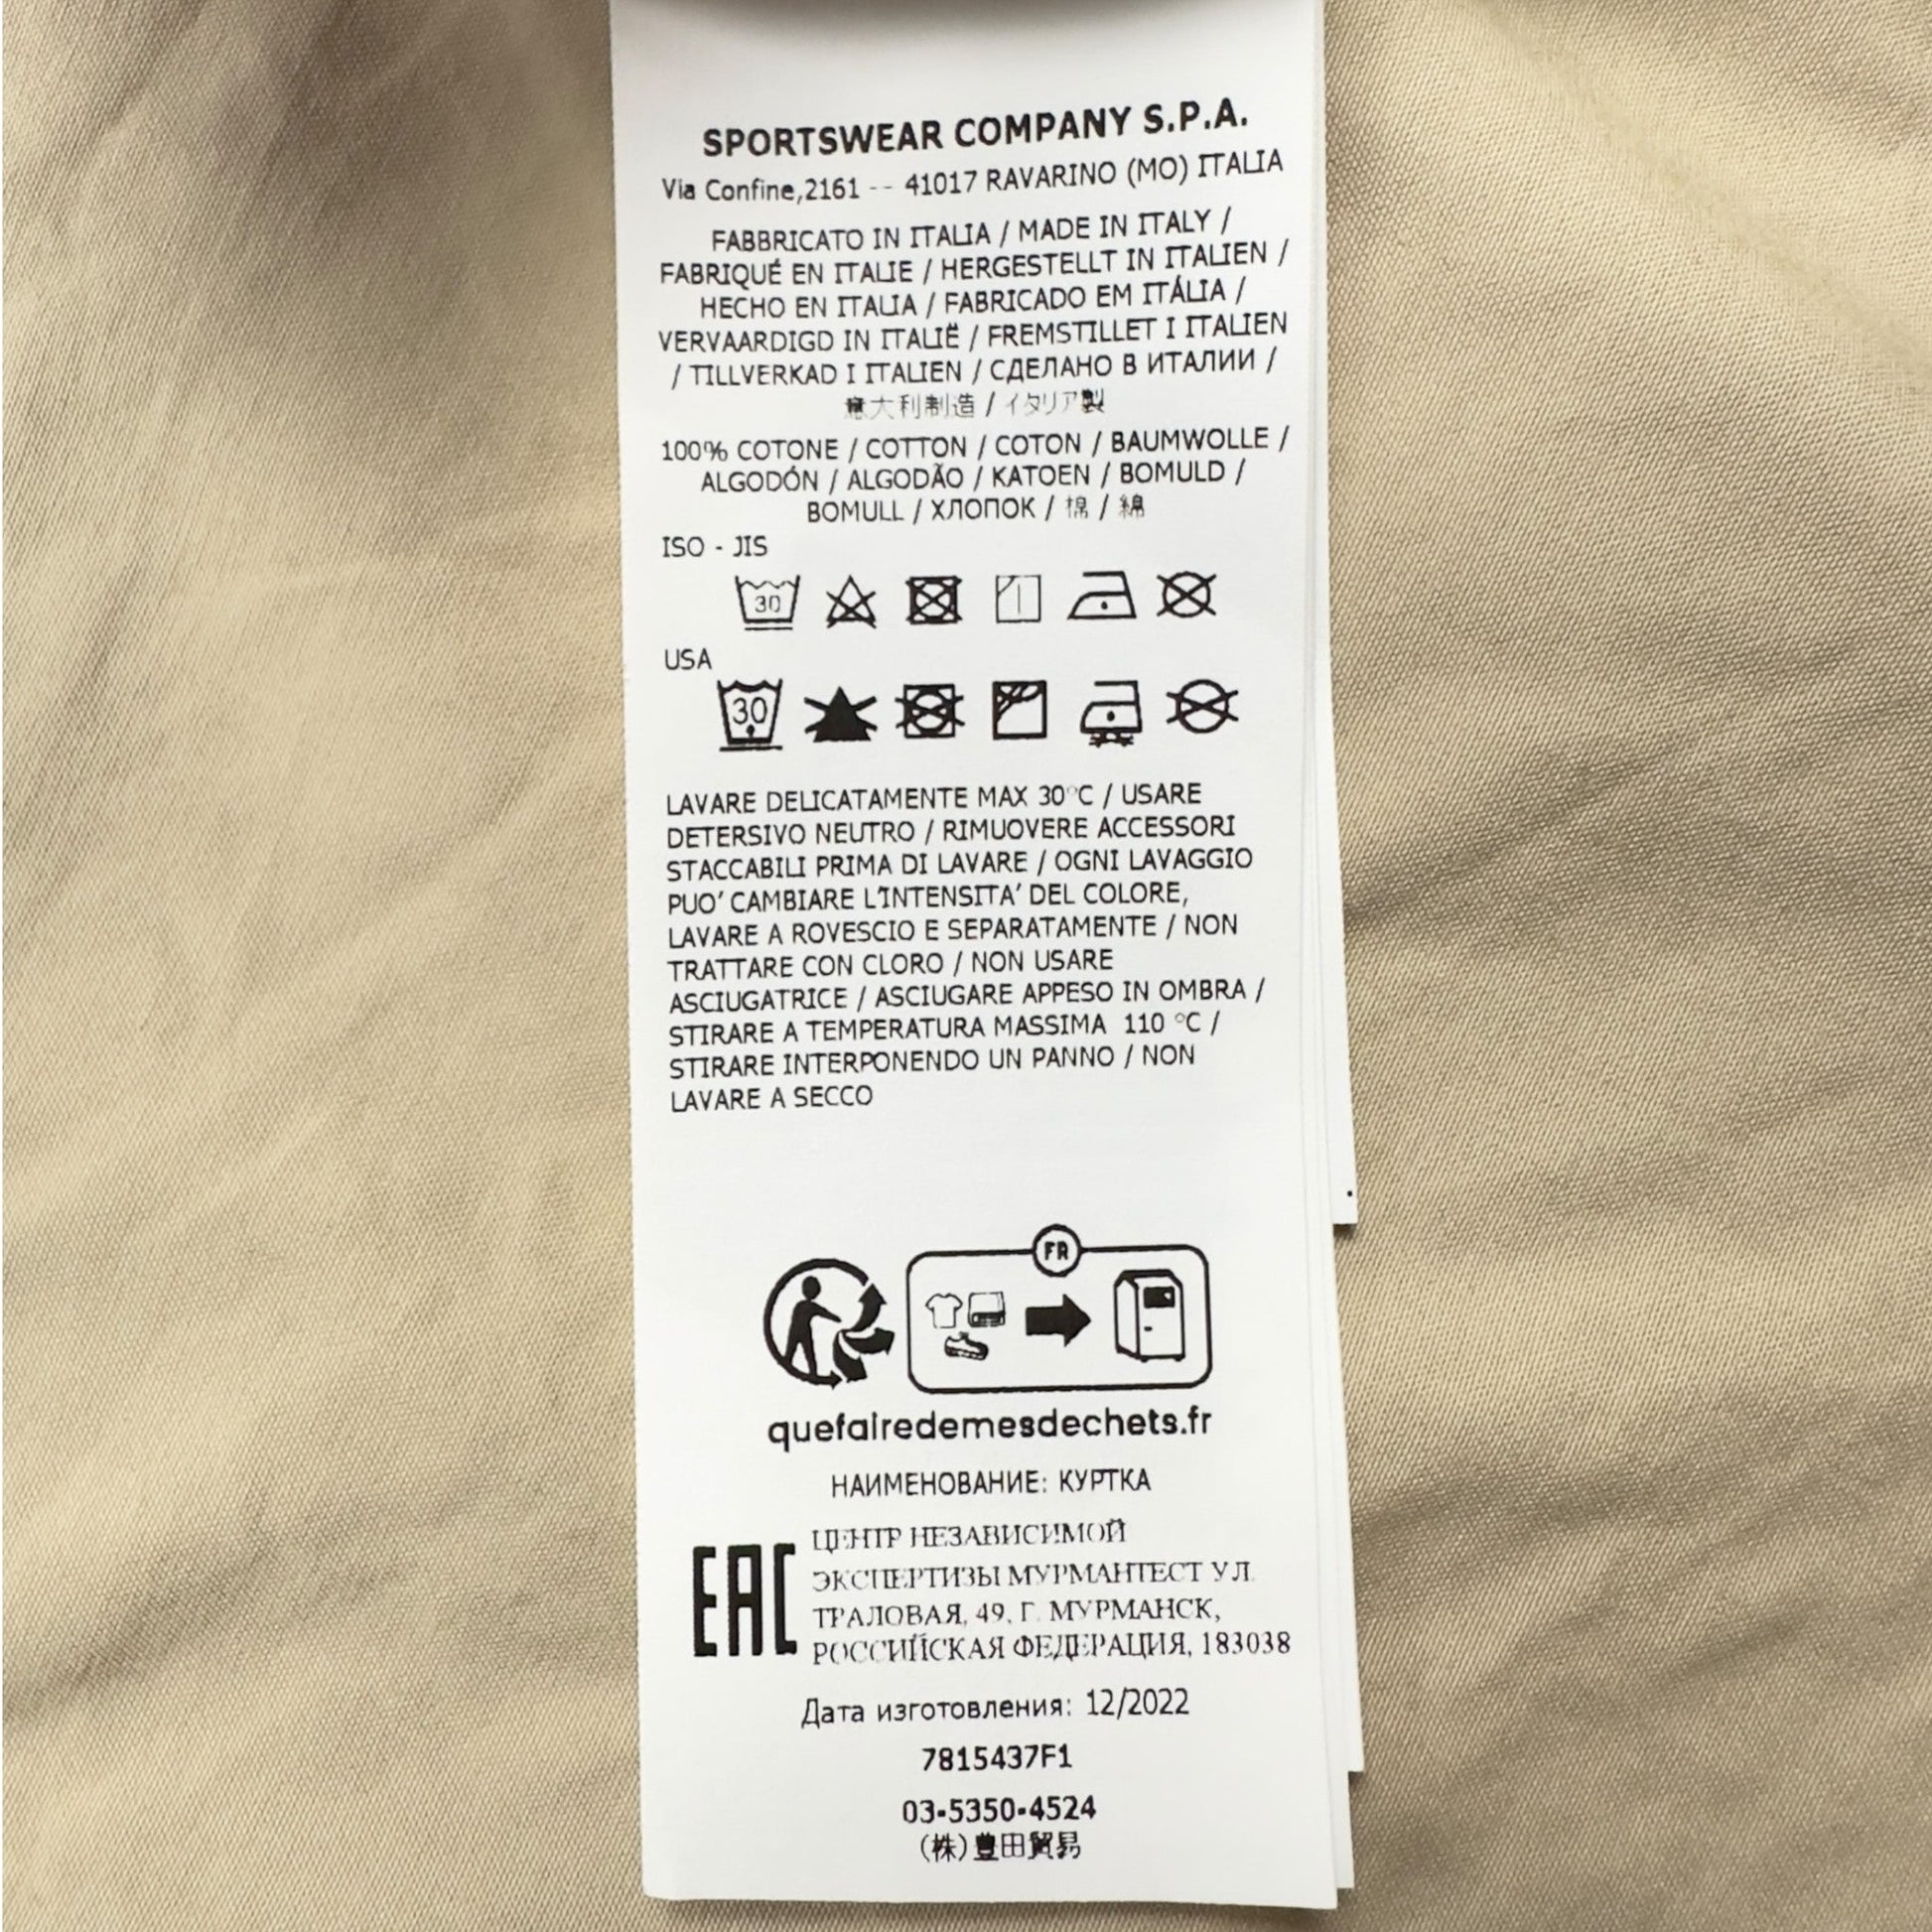 SPORTSWEAR COMPANY S.P.A.
Via Confine,2161 -- 41017 RAVARINO (MO) ITALIA
FABBRICATO IN ITALIA / MADE IN ITALY /
FABRIQUÉ EN ITALIE / HERGESTELLT IN ITALIEN /
HECHO EN ITALIA / FABRICADO EM ITÁLIA /
VERVAARDIGD IN ITALIË / FREMSTILLET I ITALIEN
/ TILLVERKAD I ITALIEN / СДЕЛАНО В ИТАЛИИ /
意大利制造 / イタリア製
100% COTONE / COTTON / COTON / BAUMWOLLE /
ALGODÓN / ALGODÃO / KATOEN / BOMULD /
BOMULL / ХЛОПОК / 棉 / 綿
ISO - JIS
30
USA
30
LAVARE DELICATAMENTE MAX 30°C / USARE
DETERSIVO NEUTRO / RIMUOVERE ACCESSORI
STACCABILI PRIMA DI LAVARE / OGNI LAVAGGIO
PUO' CAMBIARE L'INTENSITA' DEL COLORE,
LAVARE A ROVESCIO E SEPARATAMENTE / NON
TRATTARE CON CLORO / NON USARE
ASCIUGATRICE / ASCIUGARE APPESO IN OMBRA /
STIRARE A TEMPERATURA MASSIMA 110 °C /
STIRARE INTERPONENDO UN PANNO / NON
LAVARE A SECCO
FR
quefairedemesdechets.fr
НАИМЕНОВАНИЕ: КУРТКА
EAC
ЦЕНТР НЕЗАВИСИМОЙ
ЭКСПЕРТИЗЫ МУРМАНТЕСТ УЛ.
ТРАЛОВАЯ, 49, Г. МУРМАНСК,
РОССИЙСКАЯ ФЕДЕРАЦИЯ, 183038
Дата изготовления: 12/2022
7815437F1
03-5350-4524
(株)豊田貿易